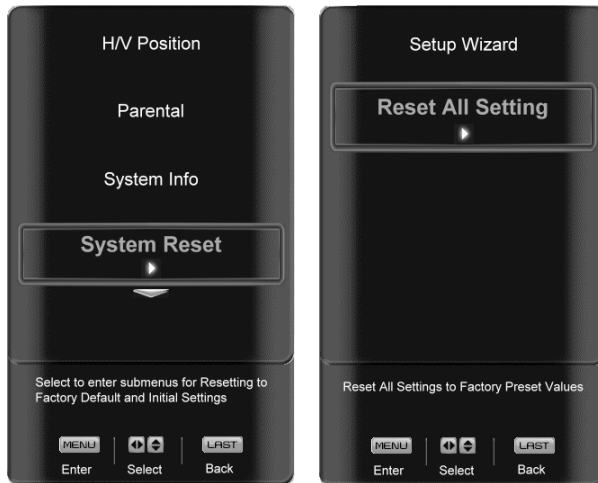 H/V Position
Parental
System Info
System Reset
Select to enter submenus for Resetting to
Factory Default and Initial Settings
MENU LAST
Enter Select Back
Setup Wizard
Reset All Setting
Reset All Settings to Factory Preset Values
MENU LAST
Enter Select Back